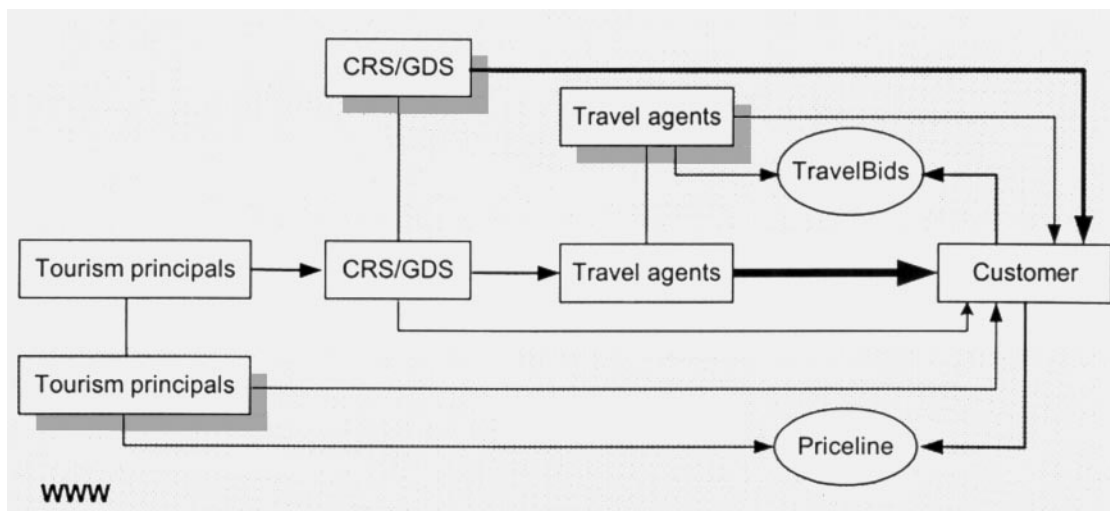 CRS/GDS
Travel agents
TravelBids
Tourism principals
CRS/GDS
Travel agents
Customer
Tourism principals
Priceline
WWW